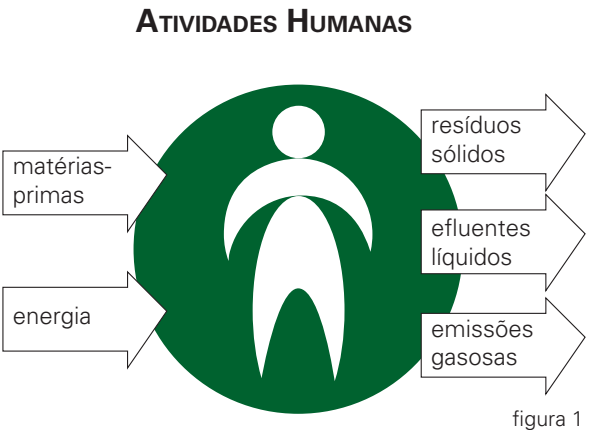 ATIVIDADES HUMANAS
matérias-
primas
energia
resíduos
sólidos
efluentes
líquidos
emissões
gasosas
figura 1